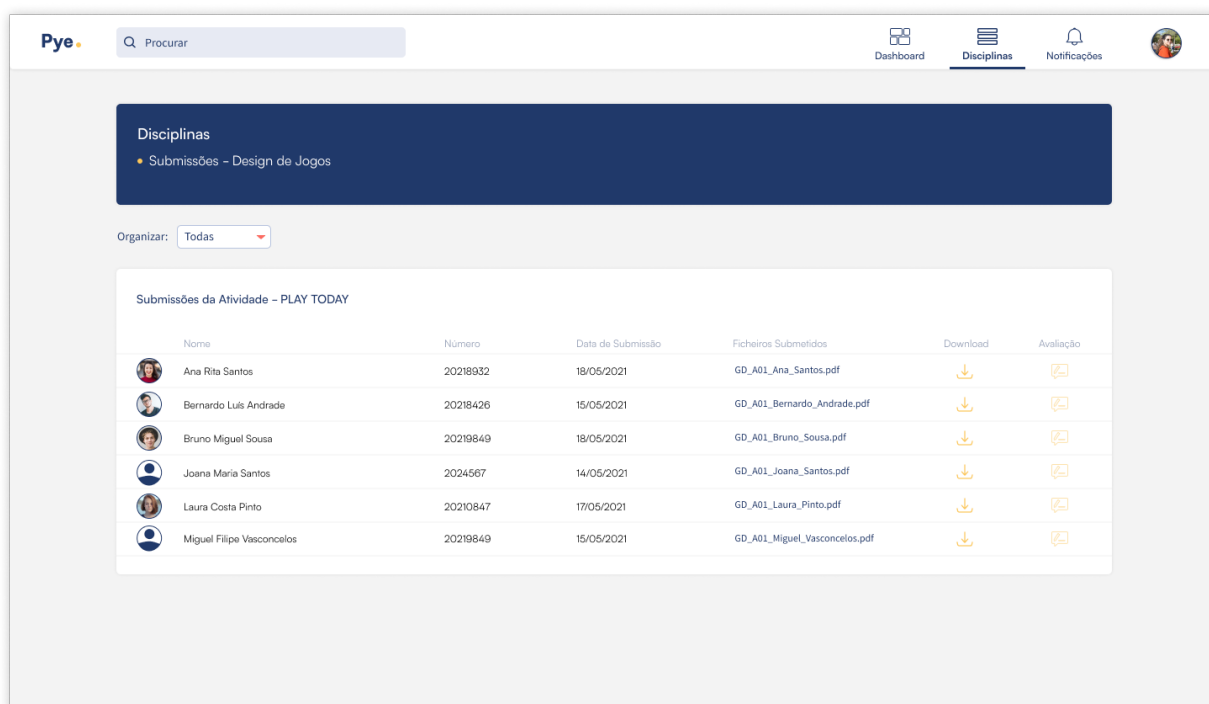 Pye.
Procurar
Dashboard
Disciplinas
Notificações
Disciplinas
• Submissões - Design de Jogos
Organizar: Todas
Submissões da Atividade - PLAY TODAY
Nome Número Data de Submissão Ficheiros Submetidos Download Avaliação
Ana Rita Santos 20218932 18/05/2021 GD_A01_Ana_Santos.pdf
Bernardo Luís Andrade 20218426 15/05/2021 GD_A01_Bernardo_Andrade.pdf
Bruno Miguel Sousa 20219849 18/05/2021 GD_A01_Bruno_Sousa.pdf
Joana Maria Santos 2024567 14/05/2021 GD_A01_Joana_Santos.pdf
Laura Costa Pinto 20210847 17/05/2021 GD_A01_Laura_Pinto.pdf
Miguel Filipe Vasconcelos 20219849 15/05/2021 GD_A01_Miguel_Vasconcelos.pdf